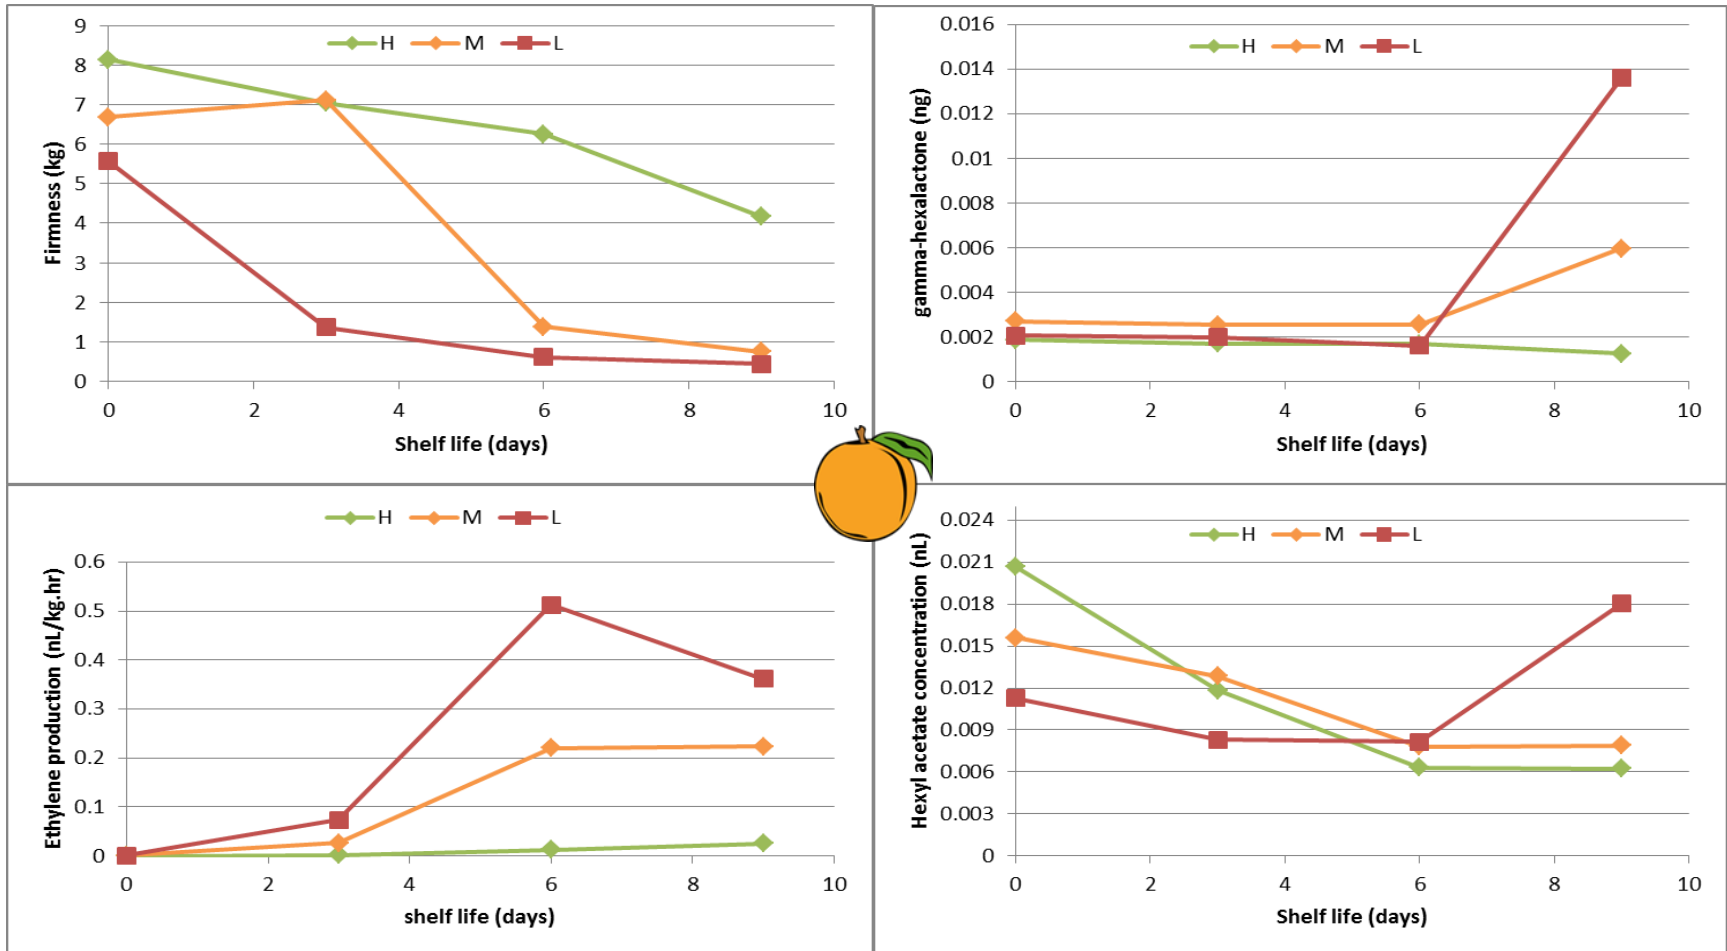 9
8
7
6
5
4
3
2
1
0
Firmness (kg)
H M L
0 2 4 6 8 10
Shelf life (days)
0.016
0.014
0.012
0.01
0.008
0.006
0.004
0.002
0
gamma-hexalactone (ng)
H M L
0 2 4 6 8 10
Shelf life (days)
H M L
0.6
0.5
0.4
0.3
0.2
0.1
0
Ethylene production (nL/kg.hr)
0 2 4 6 8 10
shelf life (days)
0.024
0.021
0.018
0.015
0.012
0.009
0.006
0.003
0
Hexyl acetate concentration (nL)
H M L
0 2 4 6 8 10
Shelf life (days)